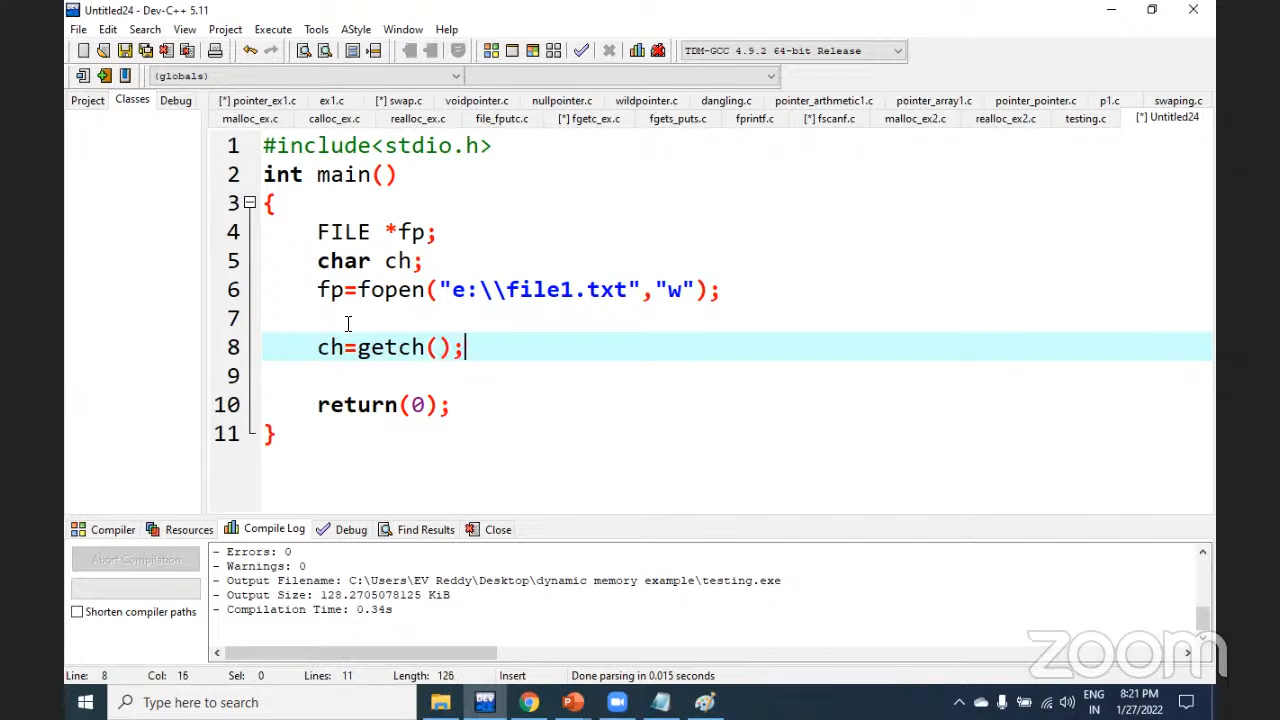 Untitled24 - Dev-C++ 5.11
File Edit Search View Project Execute Tools AStyle Window Help
TDM-GCC 4.9.2 64-bit Release
(globals)
Project Classes Debug
[*] pointer_ex1.c ex1.c [*] swap.c voidpointer.c nullpointer.c wildpointer.c dangling.c pointer_arthmetic1.c pointer_array1.c pointer_pointer.c p1.c swaping.c
malloc_ex.c calloc_ex.c realloc_ex.c file_fputc.c [*] fgetc_ex.c fgets_puts.c fprintf.c [*] fscanf.c malloc_ex2.c realloc_ex2.c testing.c [*] Untitled24
1 #include<stdio.h>
2 int main()
3 {
4 FILE *fp;
5 char ch;
6 fp=fopen("e:\\file1.txt","w");
7
8 ch=getch();
9
10 return(0);
11 }
Compiler Resources Compile Log Debug Find Results Close
Abort Compilation
Shorten compiler paths
- Errors: 0
- Warnings: 0
- Output Filename: C:\Users\EV Reddy\Desktop\dynamic memory example\testing.exe
- Output Size: 128.2705078125 KiB
- Compilation Time: 0.34s
zoom
Line: 8 Col: 16 Sel: 0 Lines: 11 Length: 126 Insert Done parsing in 0.015 seconds
DEV
Type here to search
ENG
IN
8:21 PM
1/27/2022